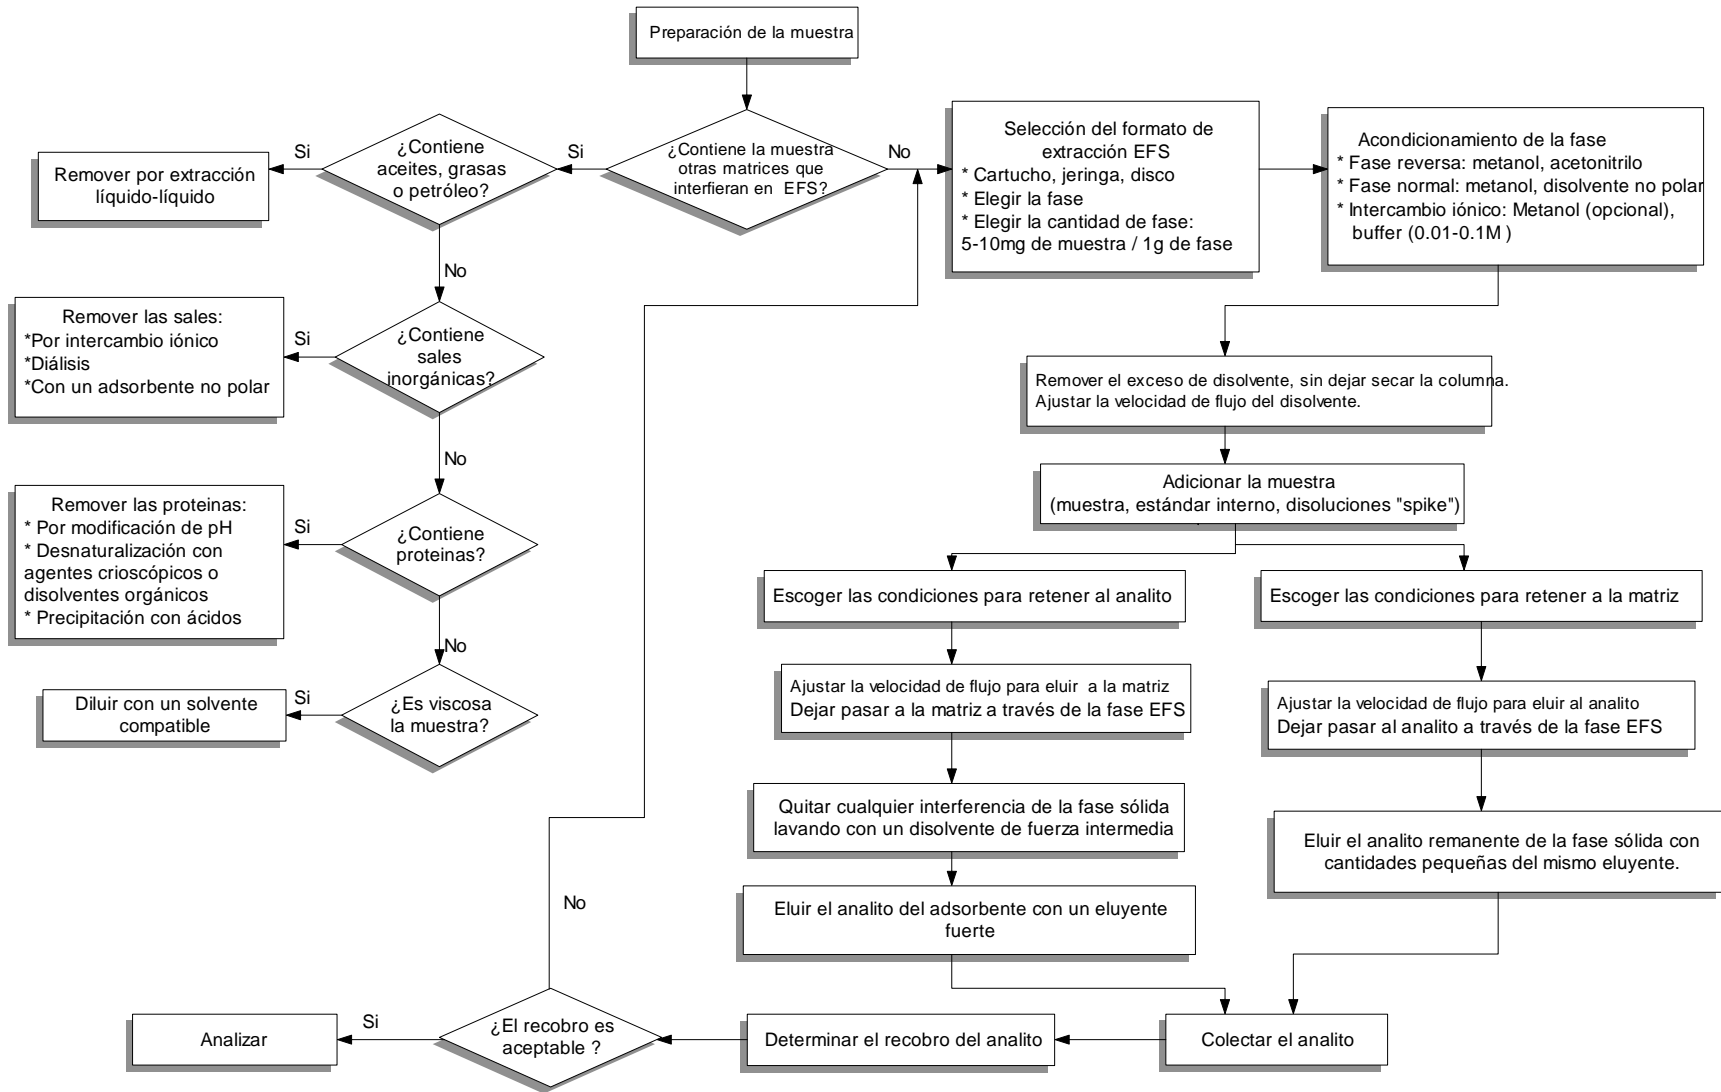 Preparación de la muestra
¿Contiene la muestra
otras matrices que
interfieran en EFS?
Si
No
¿Contiene
aceites, grasas
o petróleo?
Si
Remover por extracción
líquido-líquido
No
¿Contiene
sales
inorgánicas?
Si
Remover las sales:
*Por intercambio iónico
*Diálisis
*Con un adsorbente no polar
No
¿Contiene
proteinas?
Si
Remover las proteinas:
* Por modificación de pH
* Desnaturalización con
agentes crioscópicos o
disolventes orgánicos
* Precipitación con ácidos
No
¿Es viscosa
la muestra?
Si
Diluir con un solvente
compatible
Selección del formato de
extracción EFS
* Cartucho, jeringa, disco
* Elegir la fase
* Elegir la cantidad de fase:
5-10mg de muestra / 1g de fase
Acondicionamiento de la fase
* Fase reversa: metanol, acetonitrilo
* Fase normal: metanol, disolvente no polar
* Intercambio iónico: Metanol (opcional),
buffer (0.01-0.1M )
Remover el exceso de disolvente, sin dejar secar la columna.
Ajustar la velocidad de flujo del disolvente.
Adicionar la muestra
(muestra, estándar interno, disoluciones "spike")
Escoger las condiciones para retener al analito
Ajustar la velocidad de flujo para eluir a la matriz
Dejar pasar a la matriz a través de la fase EFS
Quitar cualquier interferencia de la fase sólida
lavando con un disolvente de fuerza intermedia
Eluir el analito del adsorbente con un eluyente
fuerte
Escoger las condiciones para retener a la matriz
Ajustar la velocidad de flujo para eluir al analito
Dejar pasar al analito a través de la fase EFS
Eluir el analito remanente de la fase sólida con
cantidades pequeñas del mismo eluyente.
Colectar el analito
Determinar el recobro del analito
¿El recobro es
aceptable ?
No
Si
Analizar